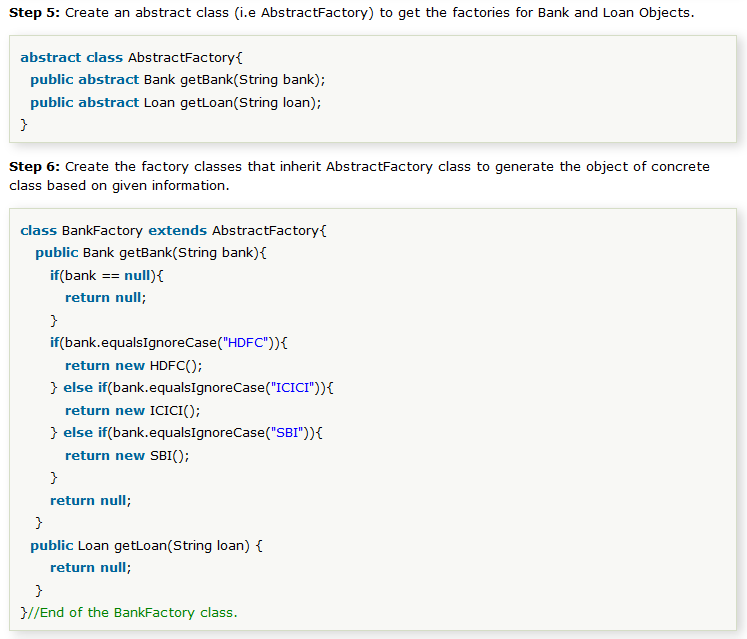 Step 5: Create an abstract class (i.e AbstractFactory) to get the factories for Bank and Loan Objects.
abstract class AbstractFactory{
  public abstract Bank getBank(String bank);
  public abstract Loan getLoan(String loan);
}
Step 6: Create the factory classes that inherit AbstractFactory class to generate the object of concrete
class based on given information.
class BankFactory extends AbstractFactory{
   public Bank getBank(String bank){
      if(bank == null){
         return null;
      }
      if(bank.equalsIgnoreCase("HDFC")){
         return new HDFC();
      } else if(bank.equalsIgnoreCase("ICICI")){
         return new ICICI();
      } else if(bank.equalsIgnoreCase("SBI")){
         return new SBI();
      }
      return null;
   }
  public Loan getLoan(String loan) {
      return null;
   }
}//End of the BankFactory class.